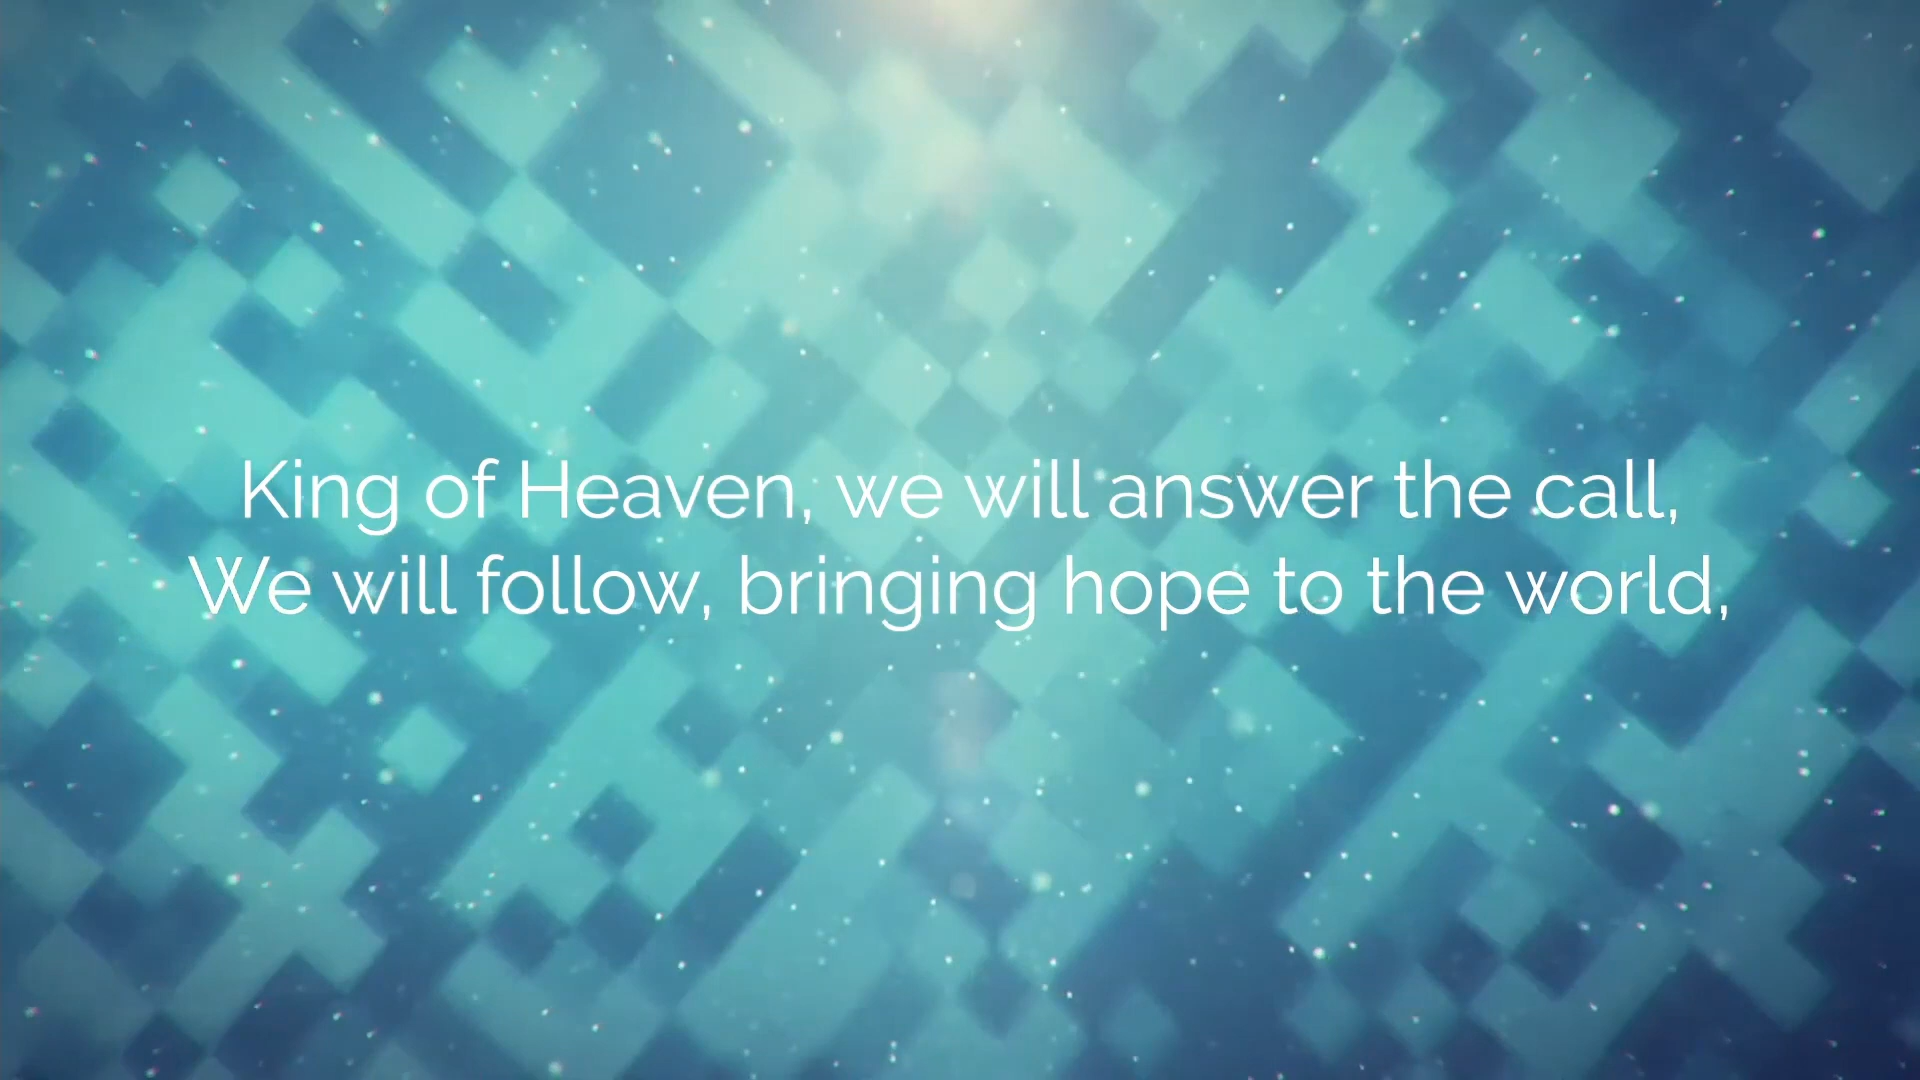 King of Heaven, we will answer the call,
We will follow, bringing hope to the world,